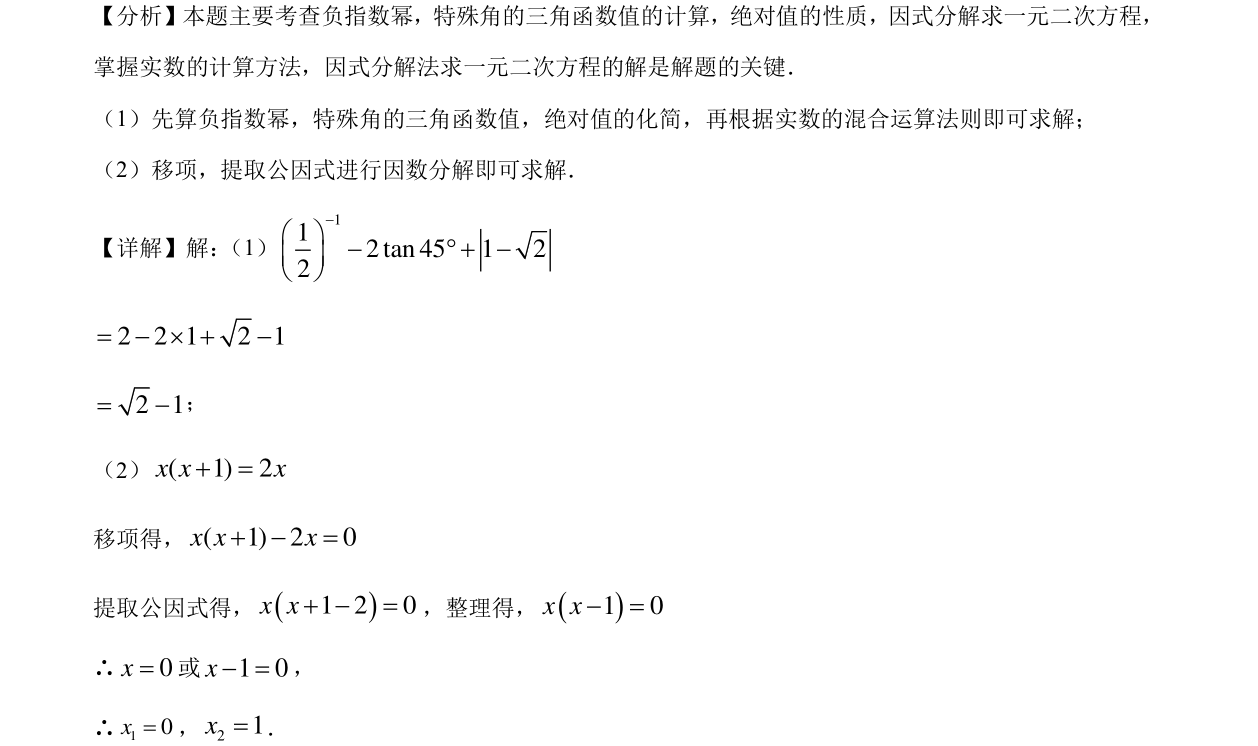 【分析】本题主要考查负指数幂，特殊角的三角函数值的计算，绝对值的性质，因式分解求一元二次方程，
掌握实数的计算方法，因式分解法求一元二次方程的解是解题的关键．
（1）先算负指数幂，特殊角的三角函数值，绝对值的化简，再根据实数的混合运算法则即可求解；
（2）移项，提取公因式进行因数分解即可求解．
【详解】解：（1）(1/2)^{-1} − 2 tan 45° + |1 − √2|
= 2 − 2 × 1 + √2 − 1
= √2 − 1；
（2）x(x + 1) = 2x
移项得，x(x + 1) − 2x = 0
提取公因式得，x(x + 1 − 2) = 0，整理得，x(x − 1) = 0
∴ x = 0 或 x − 1 = 0，
∴ x₁ = 0，x₂ = 1．